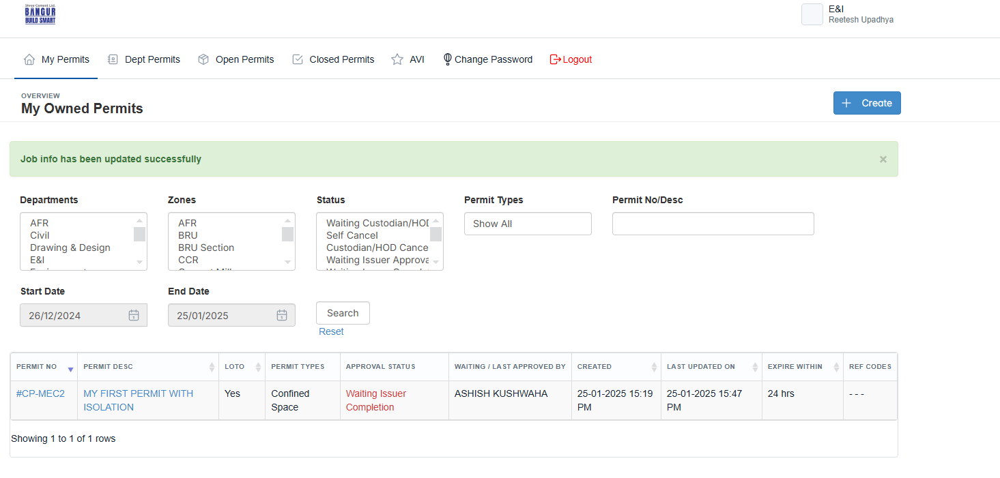 Shree Cement Ltd.
BANGUR
BUILD SMART
E&I
Reetesh Upadhya
My Permits
Dept Permits
Open Permits
Closed Permits
AVI
Change Password
Logout
OVERVIEW
My Owned Permits
Create
Job info has been updated successfully
×
Departments
Zones
Status
Permit Types
Permit No/Desc
AFR
Civil
Drawing & Design
E&I
AFR
BRU
BRU Section
CCR
Waiting Custodian/HOD
Self Cancel
Custodian/HOD Cance
Waiting Issuer Approva
Show All
Start Date
End Date
26/12/2024
25/01/2025
Search
Reset
PERMIT NO
PERMIT DESC
LOTO
PERMIT TYPES
APPROVAL STATUS
WAITING / LAST APPROVED BY
CREATED
LAST UPDATED ON
EXPIRE WITHIN
REF CODES
#CP-MEC2
MY FIRST PERMIT WITH
ISOLATION
Yes
Confined
Space
Waiting Issuer
Completion
ASHISH KUSHWAHA
25-01-2025 15:19
PM
25-01-2025 15:47
PM
24 hrs
- - -
Showing 1 to 1 of 1 rows